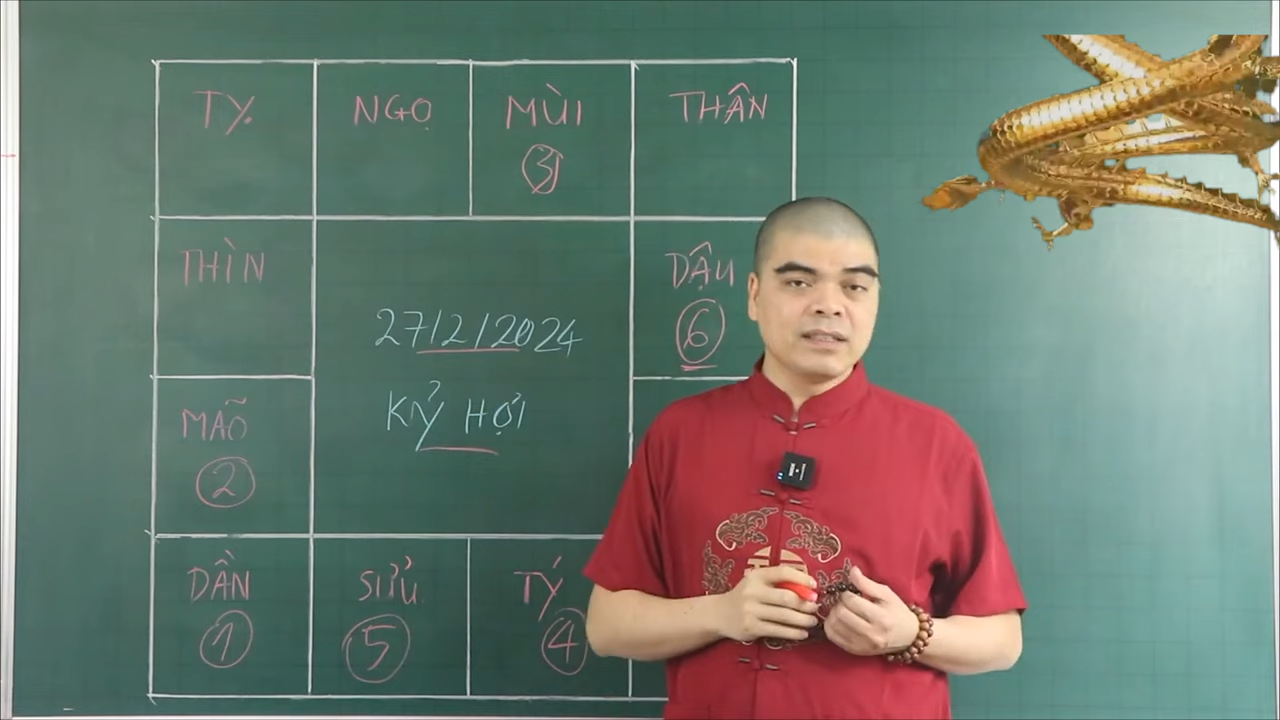 TỴ
NGỌ
MÙI
3
THÂN
THÌN
27/2/2024
DẬU
6
KỶ HỢI
MÃO
2
DẦN
1
SỬU
5
TÝ
4